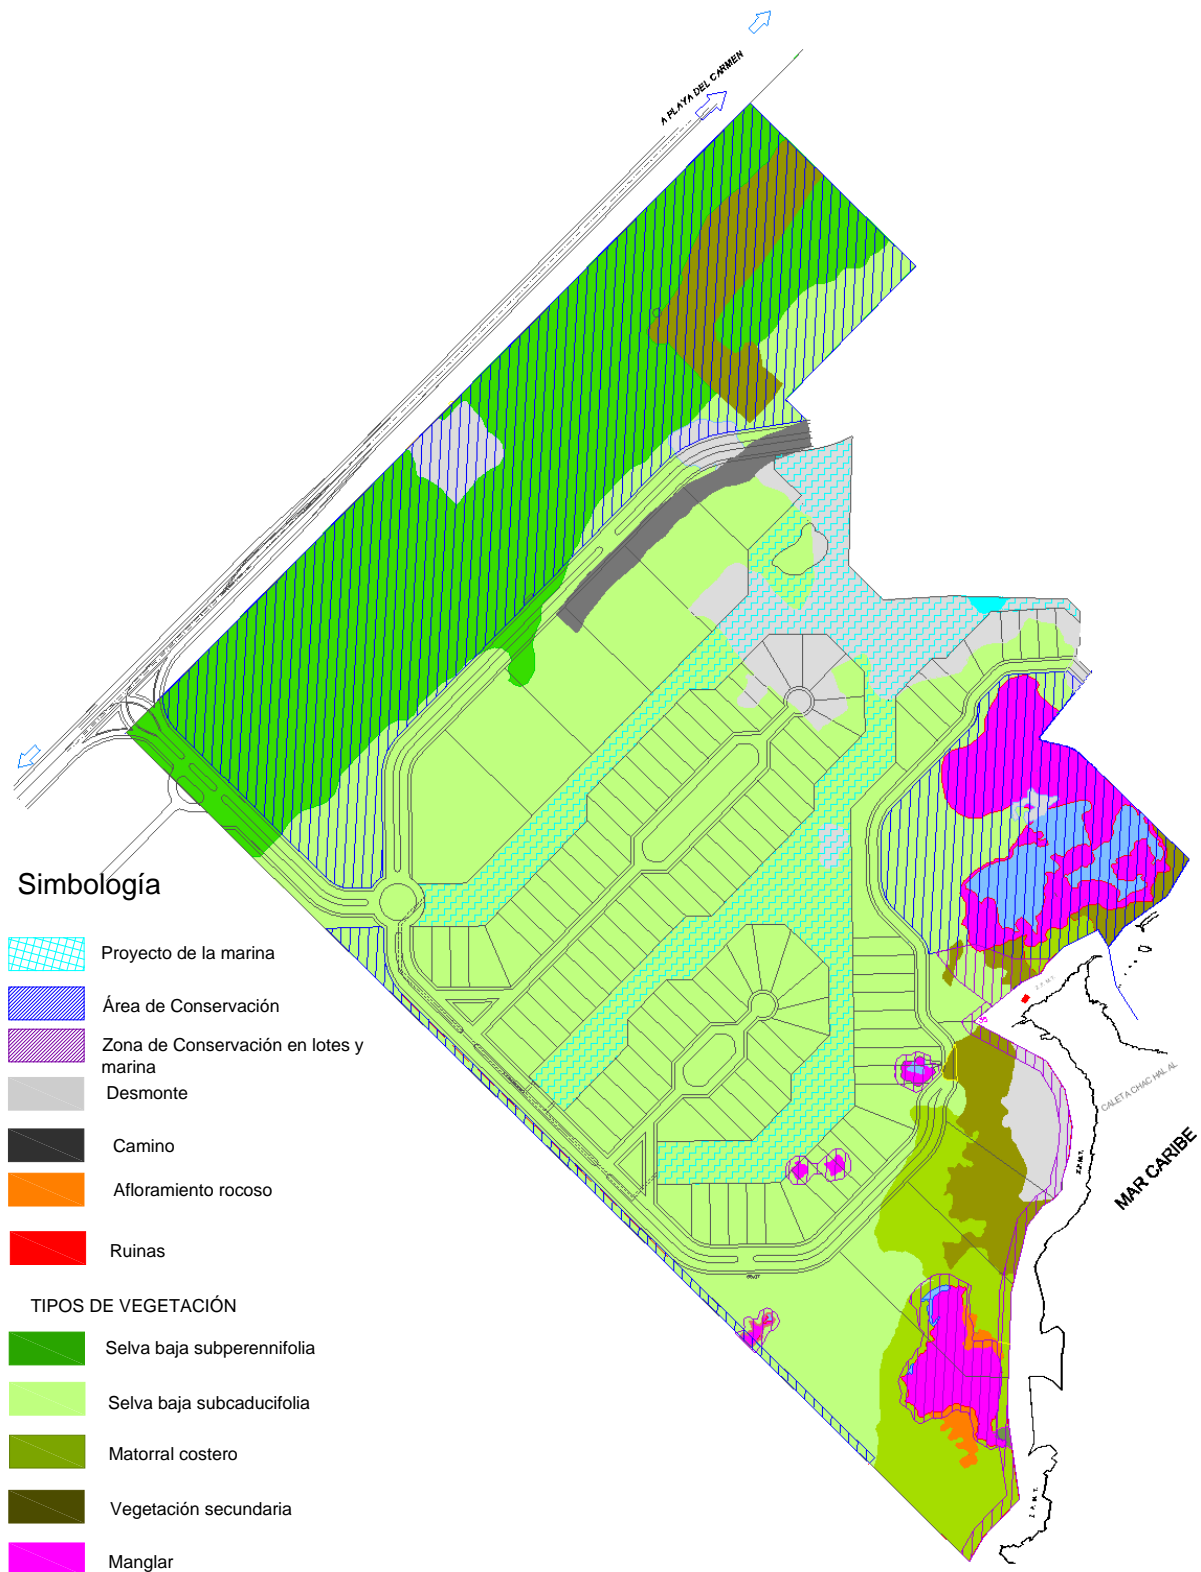 A PLAYA DEL CARMEN
Simbología
Proyecto de la marina
Área de Conservación
Zona de Conservación en lotes y
marina
Desmonte
Camino
Afloramiento rocoso
Ruinas
TIPOS DE VEGETACIÓN
Selva baja subperennifolia
Selva baja subcaducifolia
Matorral costero
Vegetación secundaria
Manglar
Z.F.M.T.
CALETA CHAC HAL AL
Z.F.M.T.
MAR CARIBE
Z.F.M.T.